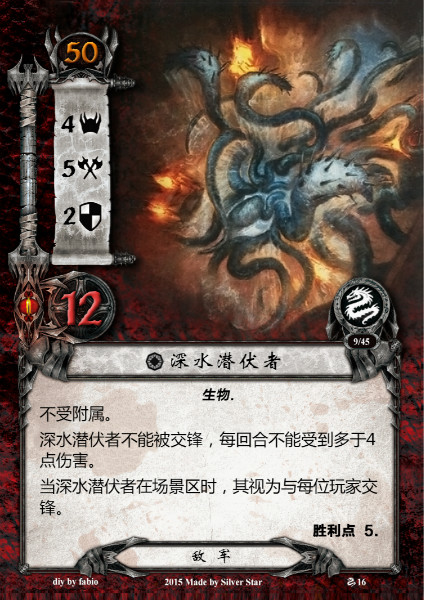 50
4
5
2
12
9/45
深水潜伏者
生物.
不受附属。
深水潜伏者不能被交锋，每回合不能受到多于4
点伤害。
当深水潜伏者在场景区时，其视为与每位玩家交
锋。
胜利点 5.
敌军
diy by fabio 2015 Made by Silver Star 16